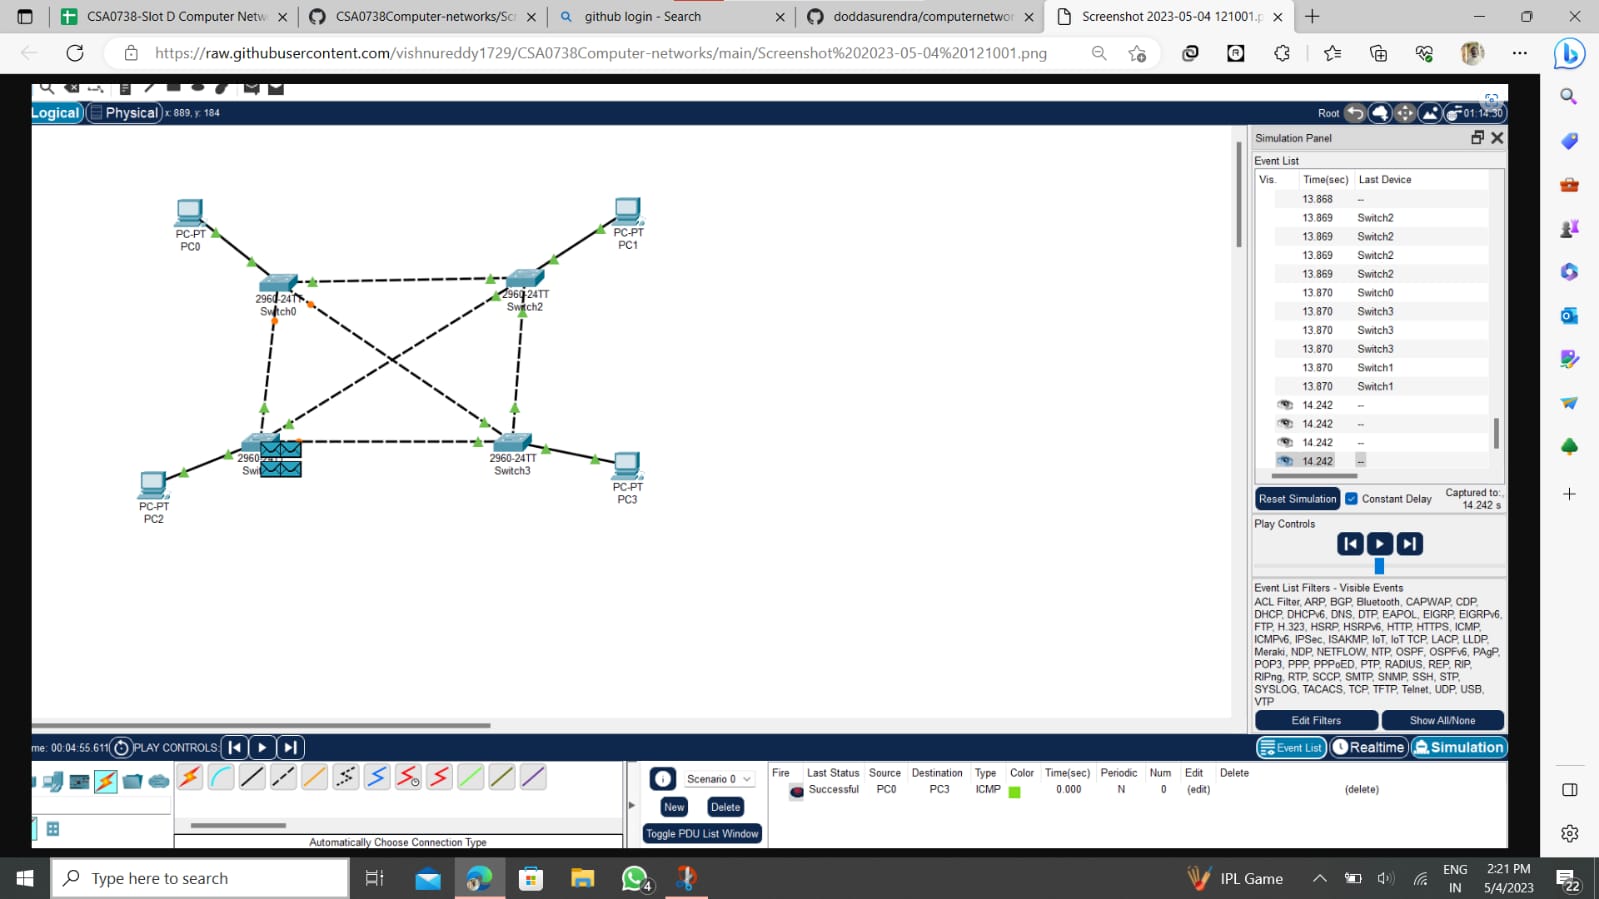 CSA0738-Slot D Computer Netw
CSA0738Computer-networks/Scr
github login - Search
doddasurendra/computernetwor
Screenshot 2023-05-04 121001.p
https://raw.githubusercontent.com/vishnureddy1729/CSA0738Computer-networks/main/Screenshot%202023-05-04%20121001.png
Logical
Physical
x: 889, y: 184
Root
01:14:30
Simulation Panel
Event List
Vis. Time(sec) Last Device
13.868 --
13.869 Switch2
13.869 Switch2
13.869 Switch2
13.869 Switch2
13.870 Switch0
13.870 Switch3
13.870 Switch3
13.870 Switch3
13.870 Switch1
13.870 Switch1
14.242 --
14.242 --
14.242 --
14.242 --
Reset Simulation
Constant Delay
Captured to:,
14.242 s
Play Controls
Event List Filters - Visible Events
ACL Filter, ARP, BGP, Bluetooth, CAPWAP, CDP,
DHCP, DHCPv6, DNS, DTP, EAPOL, EIGRP, EIGRPv6,
FTP, H.323, HSRP, HSRPv6, HTTP, HTTPS, ICMP,
ICMPv6, IPSec, ISAKMP, IoT, IoT TCP, LACP, LLDP,
Meraki, NDP, NETFLOW, NTP, OSPF, OSPFv6, PAgP,
POP3, PPP, PPPoED, PTP, RADIUS, REP, RIP,
RIPng, RTP, SCCP, SMTP, SNMP, SSH, STP,
SYSLOG, TACACS, TCP, TFTP, Telnet, UDP, USB,
VTP
Edit Filters
Show All/None
PC-PT
PC0
PC-PT
PC1
2960-24TT
Switch0
2960-24TT
Switch2
2960-24TT
Swit
2960-24TT
Switch3
PC-PT
PC2
PC-PT
PC3
me: 00:04:55.611
PLAY CONTROLS:
Event List
Realtime
Simulation
Scenario 0
New
Delete
Toggle PDU List Window
Fire Last Status Source Destination Type Color Time(sec) Periodic Num Edit Delete
Successful PC0 PC3 ICMP 0.000 N 0 (edit) (delete)
Automatically Choose Connection Type
Type here to search
4
IPL Game
ENG
IN
2:21 PM
5/4/2023
22